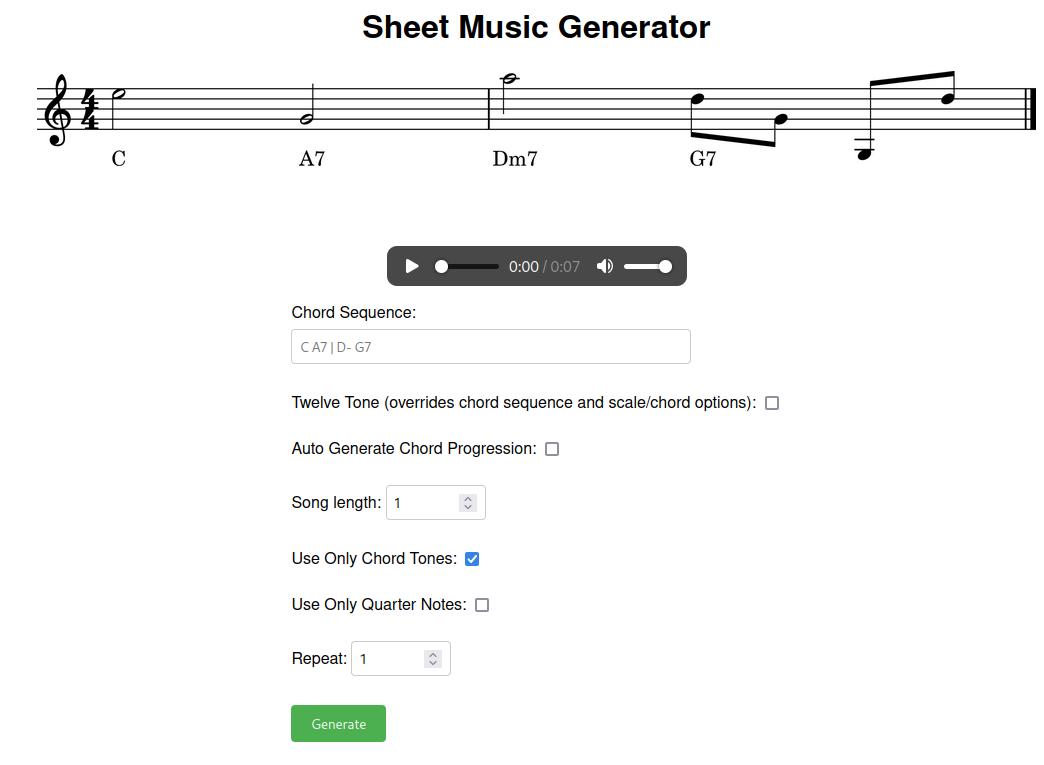 Sheet Music Generator
4
4
C A7 Dm7 G7
0:00 / 0:07
Chord Sequence:
C A7 | D- G7
Twelve Tone (overrides chord sequence and scale/chord options):
Auto Generate Chord Progression:
Song length: 1
Use Only Chord Tones:
Use Only Quarter Notes:
Repeat: 1
Generate